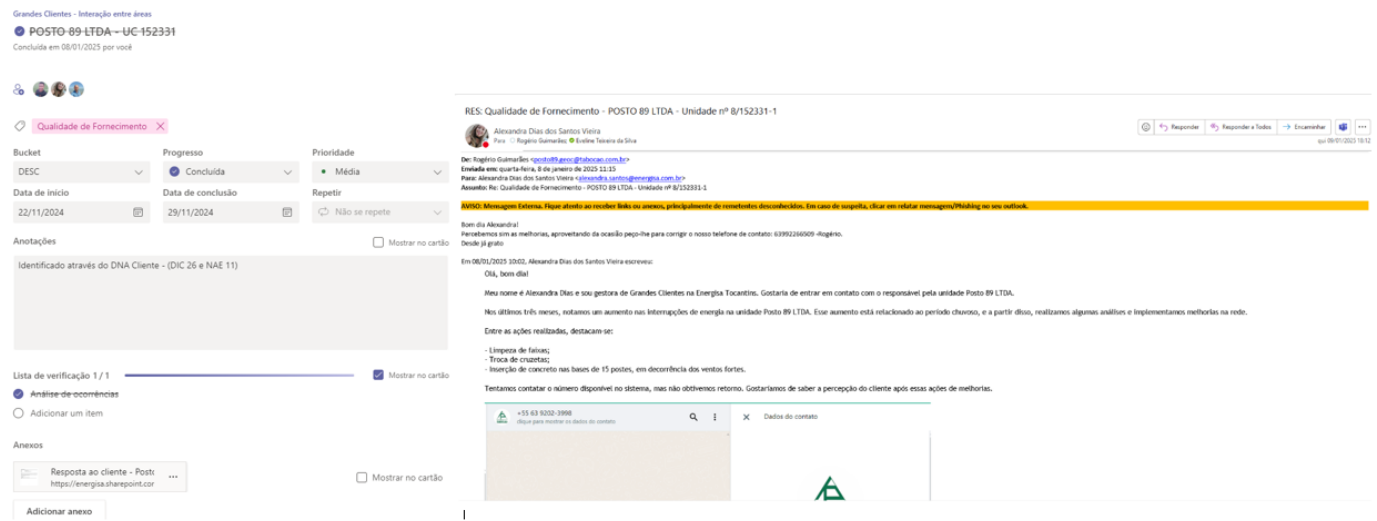 Grandes Clientes - Interação entre áreas
POSTO 89 LTDA - UC 152331
Concluída em 08/01/2025 por você
Qualidade de Fornecimento
Bucket
Progresso
Prioridade
DESC
Concluída
Média
Data de início
Data de conclusão
Repetir
22/11/2024
29/11/2024
Não se repete
Anotações
Mostrar no cartão
Identificado através do DNA Cliente - (DIC 26 e NAE 11)
Lista de verificação 1 / 1
Mostrar no cartão
Análise de ocorrências
Adicionar um item
Anexos
Resposta ao cliente - Posto
https://energisa.sharepoint.cor
Mostrar no cartão
Adicionar anexo
RES: Qualidade de Fornecimento - POSTO 89 LTDA - Unidade nº 8/152331-1
Alexandra Dias dos Santos Vieira
Para Rogério Guimarães; Eveline Teixeira da Silva
Responder
Responder a Todos
Encaminhar
qui 09/01/2025 16:12
De: Rogério Guimarães <posto89.geoc@tabocao.com.br>
Enviada em: quarta-feira, 8 de janeiro de 2025 11:15
Para: Alexandra Dias dos Santos Vieira <alexandra.santos@energisa.com.br>
Assunto: Re: Qualidade de Fornecimento - POSTO 89 LTDA - Unidade nº 8/152331-1
AVISO: Mensagem Externa. Fique atento ao receber links ou anexos, principalmente de remetentes desconhecidos. Em caso de suspeita, clicar em relatar mensagem/Phishing no seu outlook.
Bom dia Alexandra!
Percebemos sim as melhorias, aproveitando da ocasião peço-lhe para corrigir o nosso telefone de contato: 63992266509 -Rogério.
Desde já grato
Em 08/01/2025 10:02, Alexandra Dias dos Santos Vieira escreveu:
Olá, bom dia!
Meu nome é Alexandra Dias e sou gestora de Grandes Clientes na Energisa Tocantins. Gostaria de entrar em contato com o responsável pela unidade Posto 89 LTDA.
Nos últimos três meses, notamos um aumento nas interrupções de energia na unidade Posto 89 LTDA. Esse aumento está relacionado ao período chuvoso, e a partir disso, realizamos algumas análises e implementamos melhorias na rede.
Entre as ações realizadas, destacam-se:
- Limpeza de faixas;
- Troca de cruzetas;
- Inserção de concreto nas bases de 15 postes, em decorrência dos ventos fortes.
Tentamos contatar o número disponível no sistema, mas não obtivemos retorno. Gostaríamos de saber a percepção do cliente após essas ações de melhorias.
+55 63 9202-3998
clique para mostrar os dados do contato
Dados do contato